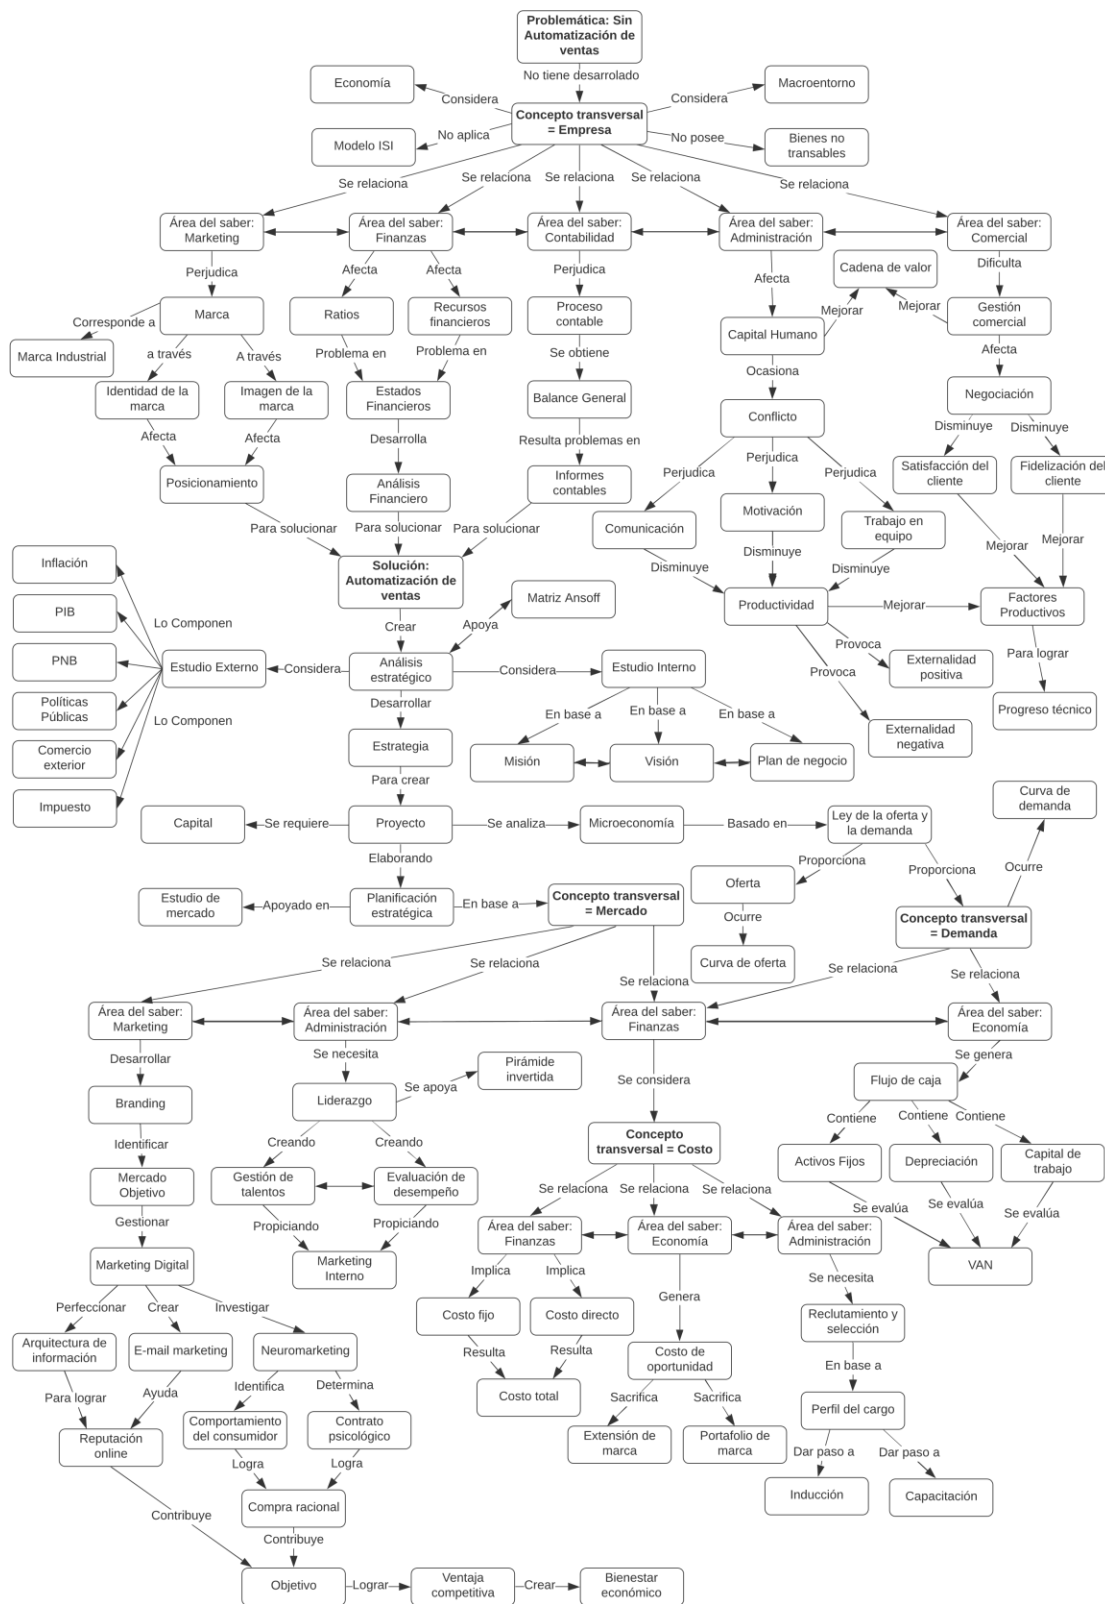 Problemática: Sin
Automatización de
ventas
No tiene desarrolado
Economía
Macroentorno
Considera
Considera
Concepto transversal
= Empresa
No aplica
No posee
Modelo ISI
Bienes no
transables
Se relaciona
Se relaciona
Se relaciona
Se relaciona
Se relaciona
Área del saber:
Marketing
Área del saber:
Finanzas
Área del saber:
Contabilidad
Área del saber:
Administración
Área del saber:
Comercial
Perjudica
Afecta
Afecta
Perjudica
Afecta
Cadena de valor
Dificulta
Marca
Ratios
Recursos
financieros
Proceso
contable
Mejorar
Mejorar
Gestión
comercial
Corresponde a
Capital Humano
Marca Industrial
a través
A través
Problema en
Problema en
Se obtiene
Ocasiona
Afecta
Identidad de la
marca
Imagen de la
marca
Estados
Financieros
Balance General
Conflicto
Negociación
Afecta
Afecta
Desarrolla
Resulta problemas en
Disminuye
Disminuye
Perjudica
Perjudica
Perjudica
Posicionamiento
Análisis
Financiero
Informes
contables
Satisfacción del
cliente
Fidelización del
cliente
Comunicación
Motivación
Trabajo en
equipo
Para solucionar
Para solucionar
Para solucionar
Mejorar
Mejorar
Solución:
Automatización de
ventas
Disminuye
Disminuye
Disminuye
Inflación
PIB
PNB
Políticas
Públicas
Comercio
exterior
Impuesto
Lo Componen
Lo Componen
Matriz Ansoff
Productividad
Mejorar
Factores
Productivos
Crear
Apoya
Estudio Externo
Considera
Análisis
estratégico
Considera
Estudio Interno
Provoca
Provoca
Externalidad
positiva
Para lograr
Desarrollar
Progreso técnico
Externalidad
negativa
En base a
En base a
En base a
Estrategia
Misión
Visión
Plan de negocio
Para crear
Curva de
demanda
Capital
Se requiere
Proyecto
Se analiza
Microeconomía
Basado en
Ley de la oferta y
la demanda
Elaborando
Proporciona
Proporciona
Ocurre
Estudio de
mercado
Apoyado en
Planificación
estratégica
En base a
Concepto transversal
= Mercado
Oferta
Ocurre
Concepto transversal
= Demanda
Curva de oferta
Se relaciona
Se relaciona
Se relaciona
Se relaciona
Se relaciona
Área del saber:
Marketing
Área del saber:
Administración
Área del saber:
Finanzas
Área del saber:
Economía
Desarrollar
Se necesita
Se considera
Se genera
Branding
Liderazgo
Se apoya
Pirámide
invertida
Flujo de caja
Identificar
Creando
Creando
Contiene
Contiene
Contiene
Concepto
transversal = Costo
Mercado
Objetivo
Gestión de
talentos
Evaluación de
desempeño
Activos Fijos
Depreciación
Capital de
trabajo
Se relaciona
Se relaciona
Se relaciona
Gestionar
Propiciando
Propiciando
Se evalúa
Se evalúa
Se evalúa
Área del saber:
Finanzas
Área del saber:
Economía
Área del saber:
Administración
Marketing Digital
Marketing
Interno
VAN
Implica
Implica
Genera
Se necesita
Perfeccionar
Crear
Investigar
Costo fijo
Costo directo
Reclutamiento y
selección
Arquitectura de
información
E-mail marketing
Neuromarketing
Resulta
Resulta
Costo de
oportunidad
En base a
Para lograr
Ayuda
Identifica
Determina
Costo total
Sacrifica
Sacrifica
Perfil del cargo
Reputación
online
Comportamiento
del consumidor
Contrato
psicológico
Extensión de
marca
Portafolio de
marca
Dar paso a
Dar paso a
Logra
Logra
Inducción
Capacitación
Compra racional
Contribuye
Contribuye
Objetivo
Lograr
Ventaja
competitiva
Crear
Bienestar
económico